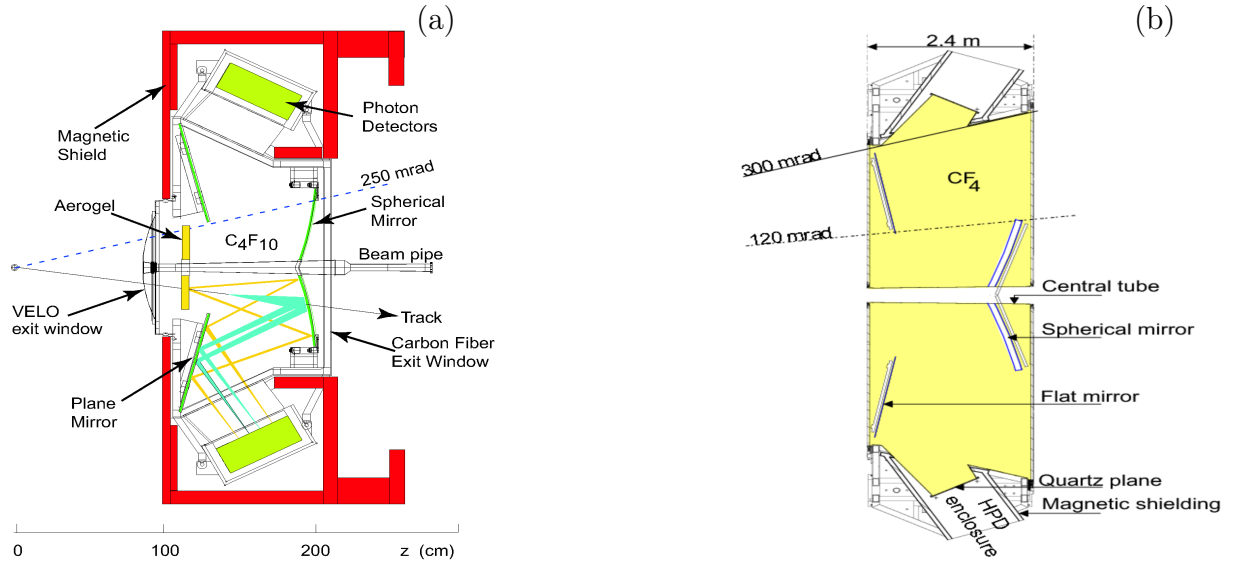 (a)
Photon
Detectors
Magnetic
Shield
250 mrad
Aerogel
Spherical
Mirror
C4F10
Beam pipe
VELO
exit window
Track
Carbon Fiber
Exit Window
Plane
Mirror
0 100 200 z (cm)
(b)
2.4 m
300 mrad
CF4
120 mrad
Central tube
Spherical mirror
Flat mirror
Quartz plane
Magnetic shielding
HPD
enclosure